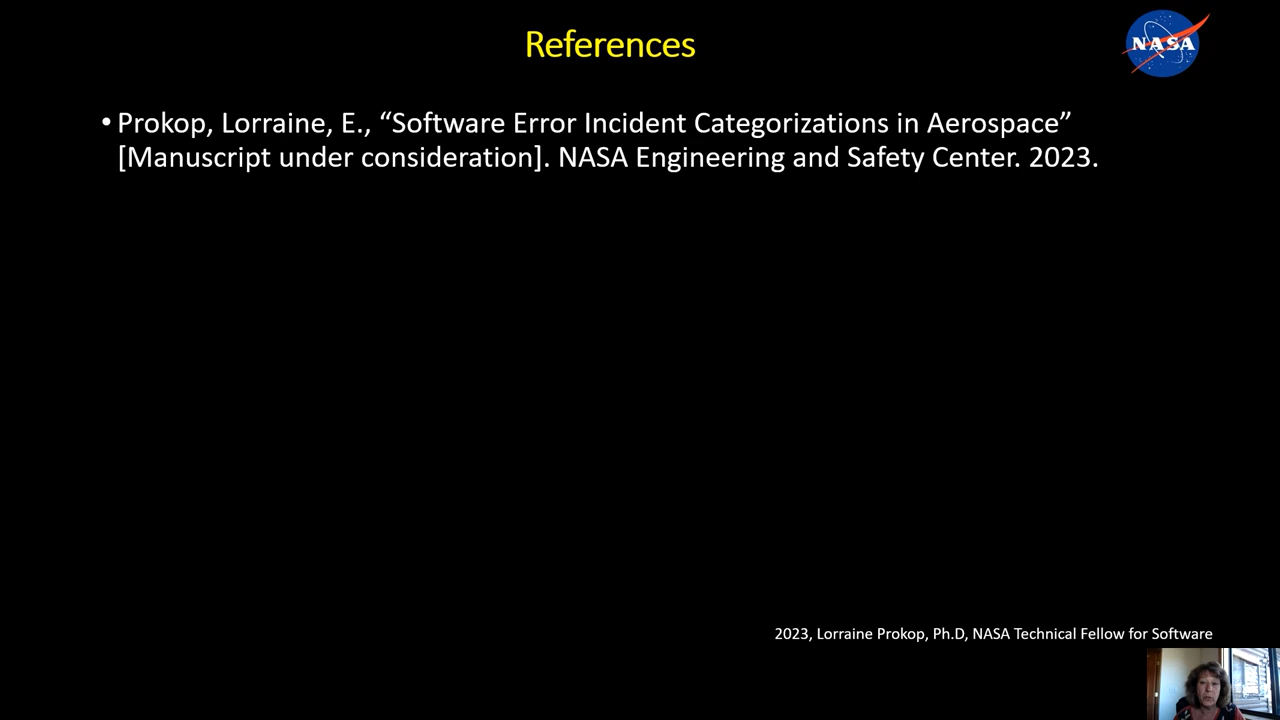 References
NASA
• Prokop, Lorraine, E., “Software Error Incident Categorizations in Aerospace”
[Manuscript under consideration]. NASA Engineering and Safety Center. 2023.
2023, Lorraine Prokop, Ph.D, NASA Technical Fellow for Software